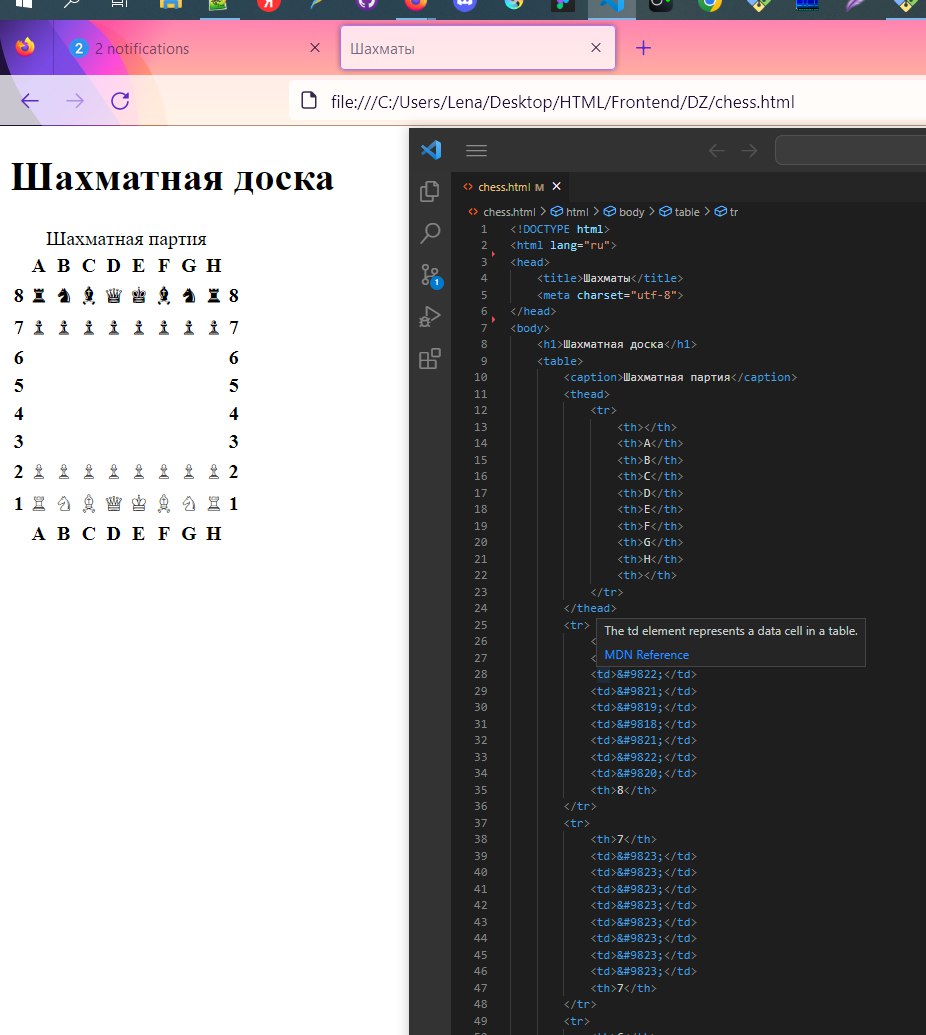 2 2 notifications
Шахматы
file:///C:/Users/Lena/Desktop/HTML/Frontend/DZ/chess.html
Шахматная доска
Шахматная партия
A B C D E F G H
8 ♜ ♞ ♝ ♕ ♚ ♝ ♞ ♜ 8
7 ♝ ♝ ♝ ♝ ♝ ♝ ♝ ♝ 7
6 6
5 5
4 4
3 3
2 ♗ ♗ ♗ ♗ ♗ ♗ ♗ ♗ 2
1 ♖ ♘ ♗ ♕ ♔ ♗ ♘ ♖ 1
A B C D E F G H
1
chess.html M
chess.html > html > body > table > tr
1 <!DOCTYPE html>
2 <html lang="ru">
3 <head>
4 <title>Шахматы</title>
5 <meta charset="utf-8">
6 </head>
7 <body>
8 <h1>Шахматная доска</h1>
9 <table>
10 <caption>Шахматная партия</caption>
11 <thead>
12 <tr>
13 <th></th>
14 <th>A</th>
15 <th>B</th>
16 <th>C</th>
17 <th>D</th>
18 <th>E</th>
19 <th>F</th>
20 <th>G</th>
21 <th>H</th>
22 <th></th>
23 </tr>
24 </thead>
25 <tr>
The td element represents a data cell in a table.
MDN Reference
26 <
27 <
28 <td>&#9822;</td>
29 <td>&#9821;</td>
30 <td>&#9819;</td>
31 <td>&#9818;</td>
32 <td>&#9821;</td>
33 <td>&#9822;</td>
34 <td>&#9820;</td>
35 <th>8</th>
36 </tr>
37 <tr>
38 <th>7</th>
39 <td>&#9823;</td>
40 <td>&#9823;</td>
41 <td>&#9823;</td>
42 <td>&#9823;</td>
43 <td>&#9823;</td>
44 <td>&#9823;</td>
45 <td>&#9823;</td>
46 <td>&#9823;</td>
47 <th>7</th>
48 </tr>
49 <tr>